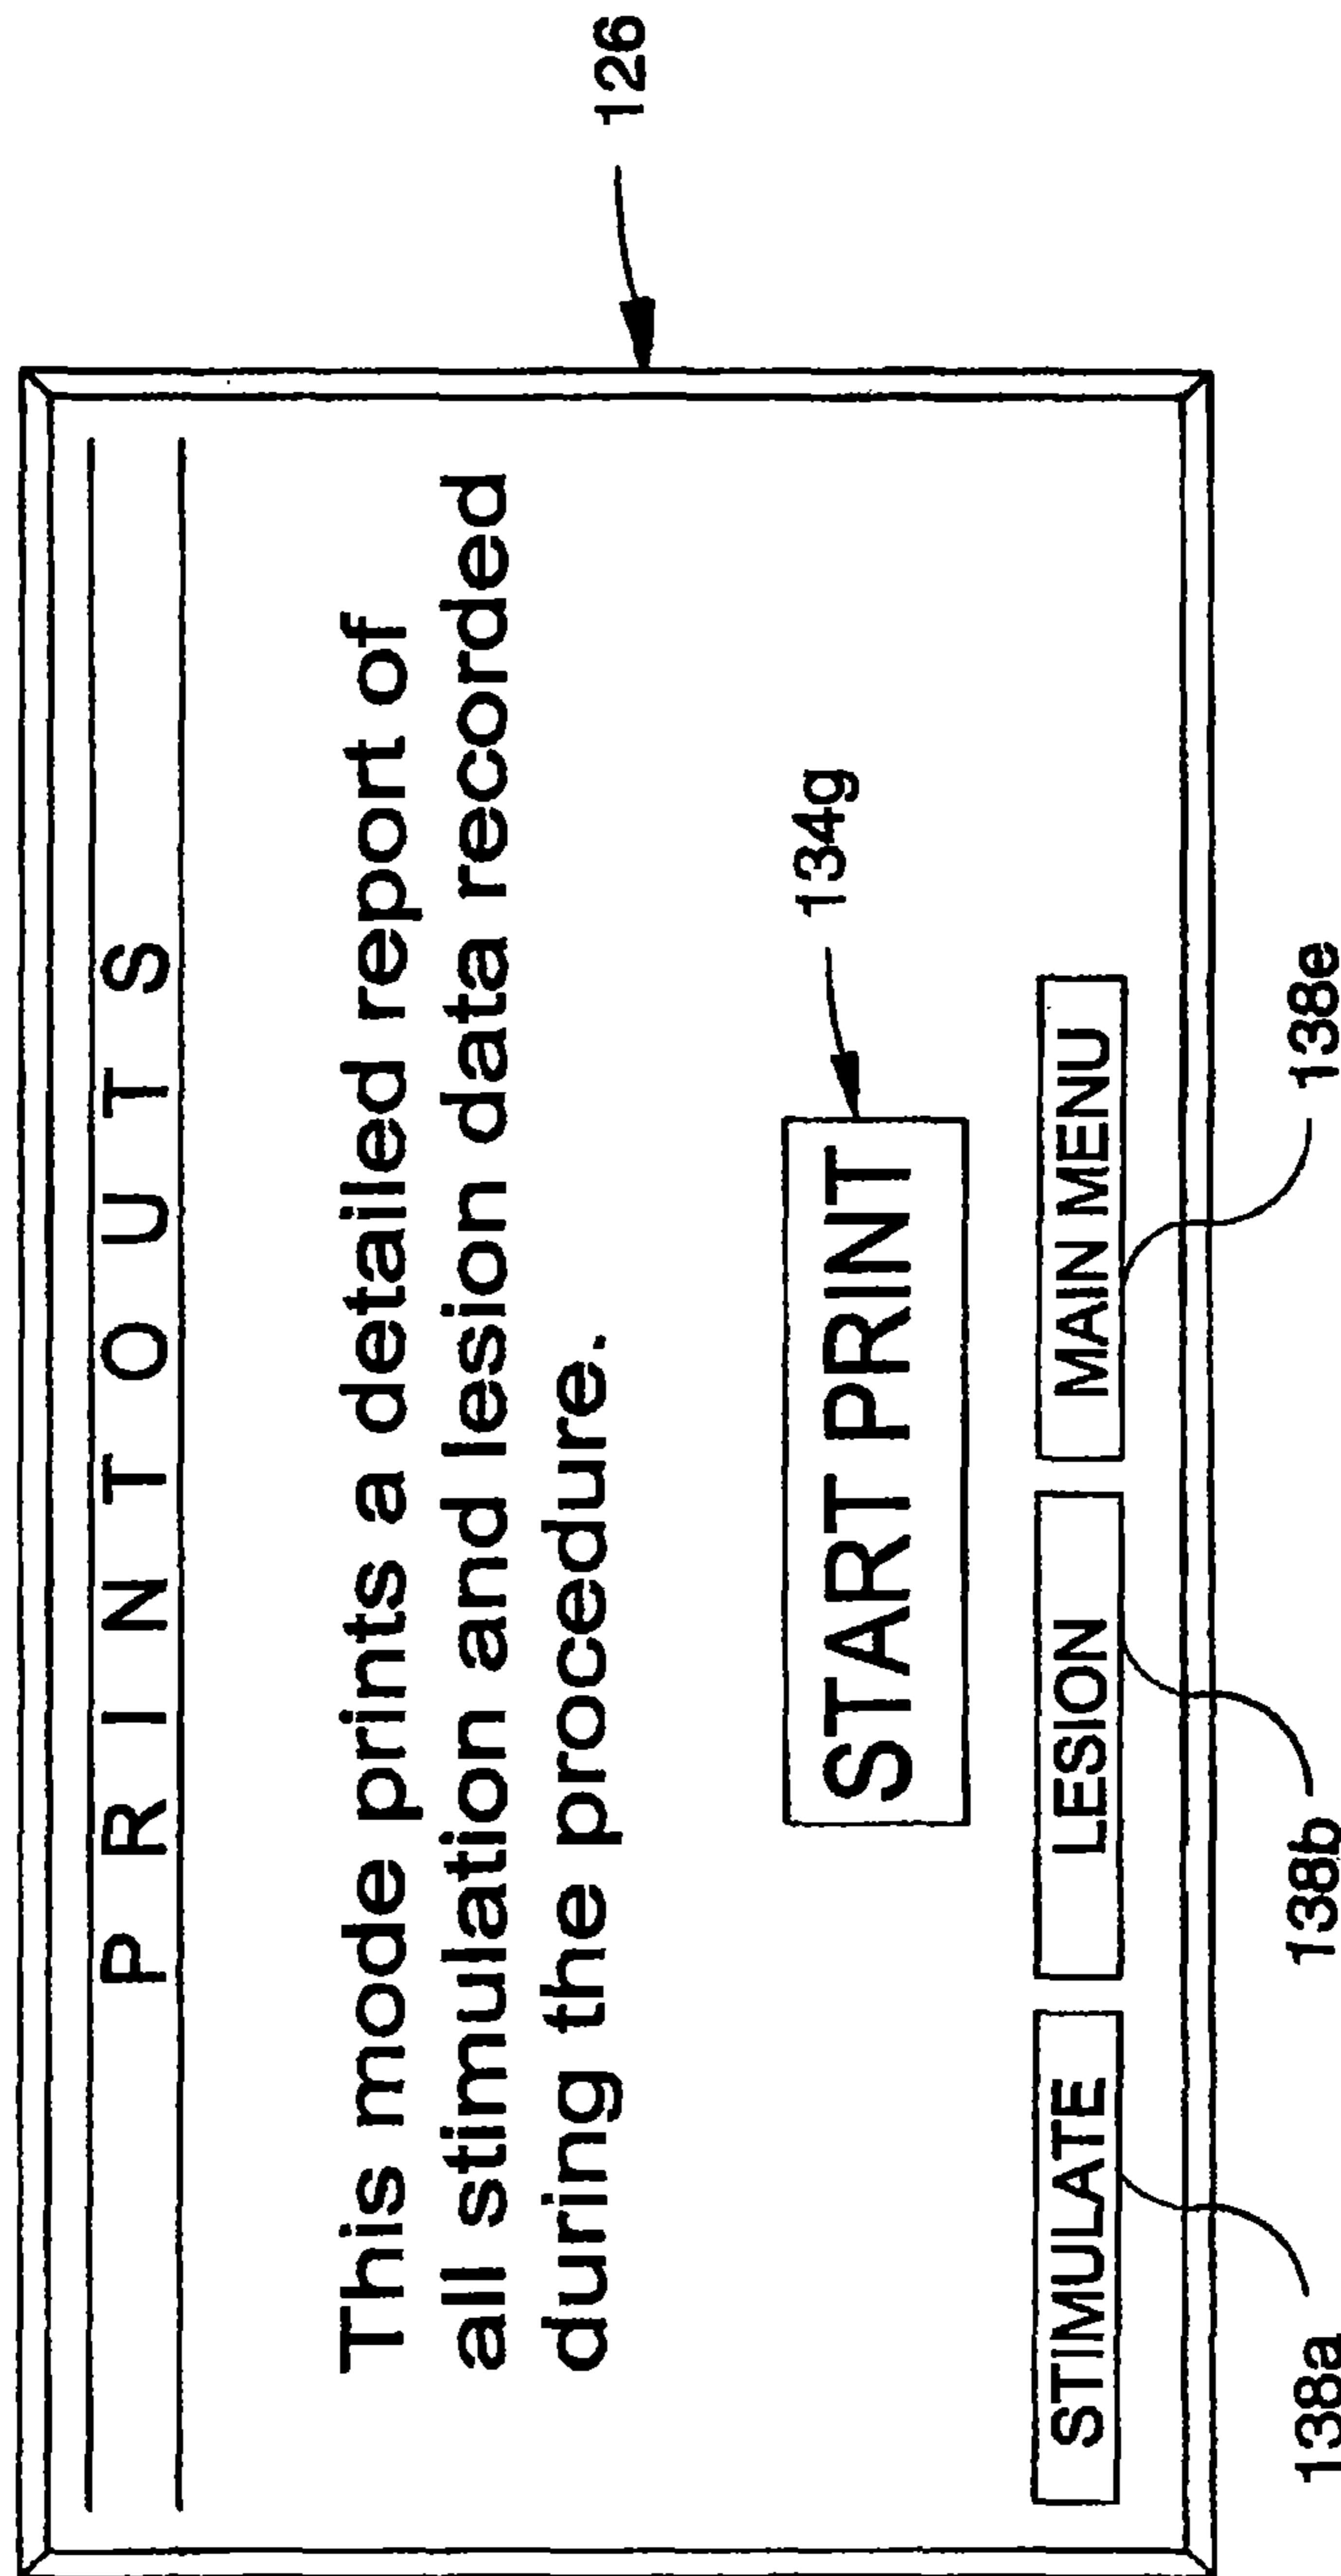 PRINTOUTS
126
This mode prints a detailed report of
all stimulation and lesion data recorded
during the procedure.
134g
START PRINT
STIMULATE
LESION
MAIN MENU
138a
138b
138e